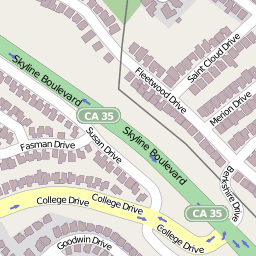 Skyline Boulevard
Saint Cloud Drive
Fleetwood Drive
Merion Drive
CA 35
Skyline Boulevard
Susan Drive
Fasman Drive
Berkshire Drive
College Drive
College Drive
CA 35
College Drive
Goodwin Drive